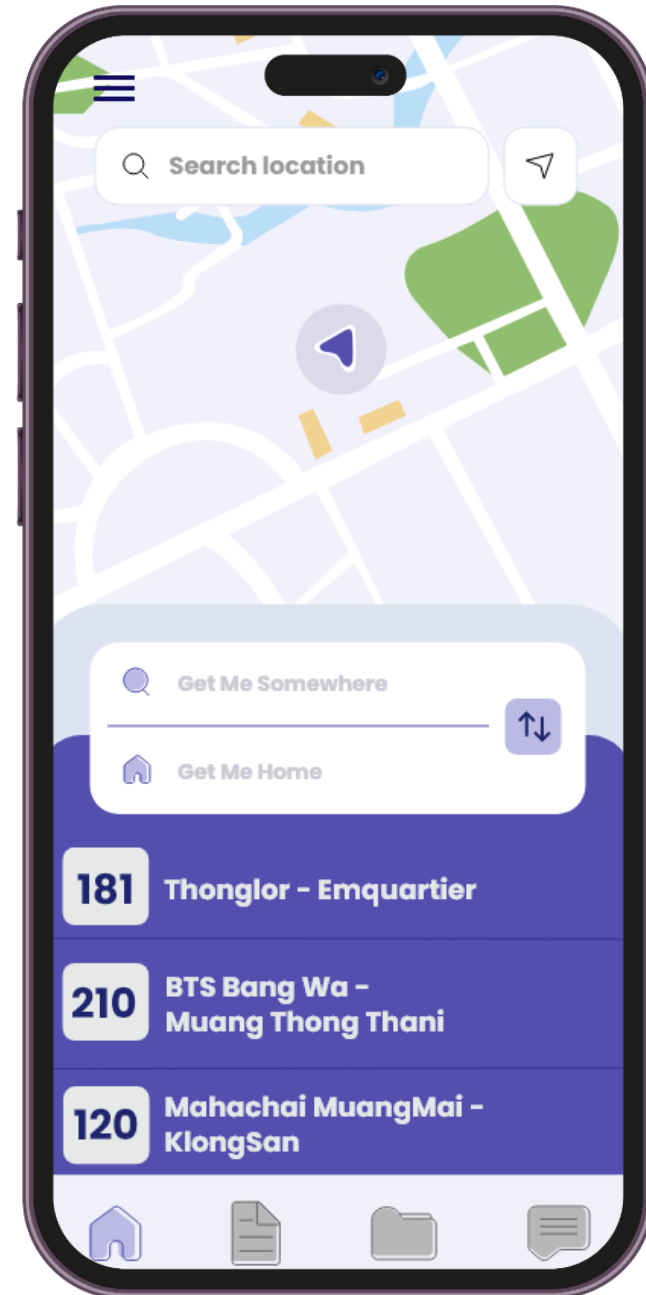 Search location
Get Me Somewhere
Get Me Home
181
Thonglor - Emquartier
210
BTS Bang Wa -
Muang Thong Thani
120
Mahachai MuangMai -
KlongSan